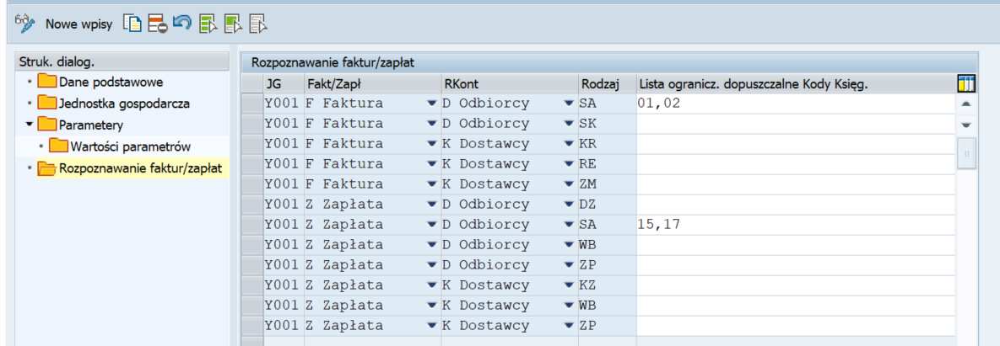 Nowe wpisy
Struk. dialog.
Dane podstawowe
Jednostka gospodarcza
Parametery
Wartości parametrów
Rozpoznawanie faktur/zapłat
Rozpoznawanie faktur/zapłat
JG Fakt/Zapł RKont Rodzaj Lista ogranicz. dopuszczalne Kody Księg.
Y001 F Faktura D Odbiorcy SA 01,02
Y001 F Faktura D Odbiorcy SK
Y001 F Faktura K Dostawcy KR
Y001 F Faktura K Dostawcy RE
Y001 F Faktura K Dostawcy ZM
Y001 Z Zapłata D Odbiorcy DZ
Y001 Z Zapłata D Odbiorcy SA 15,17
Y001 Z Zapłata D Odbiorcy WB
Y001 Z Zapłata D Odbiorcy ZP
Y001 Z Zapłata K Dostawcy KZ
Y001 Z Zapłata K Dostawcy WB
Y001 Z Zapłata K Dostawcy ZP